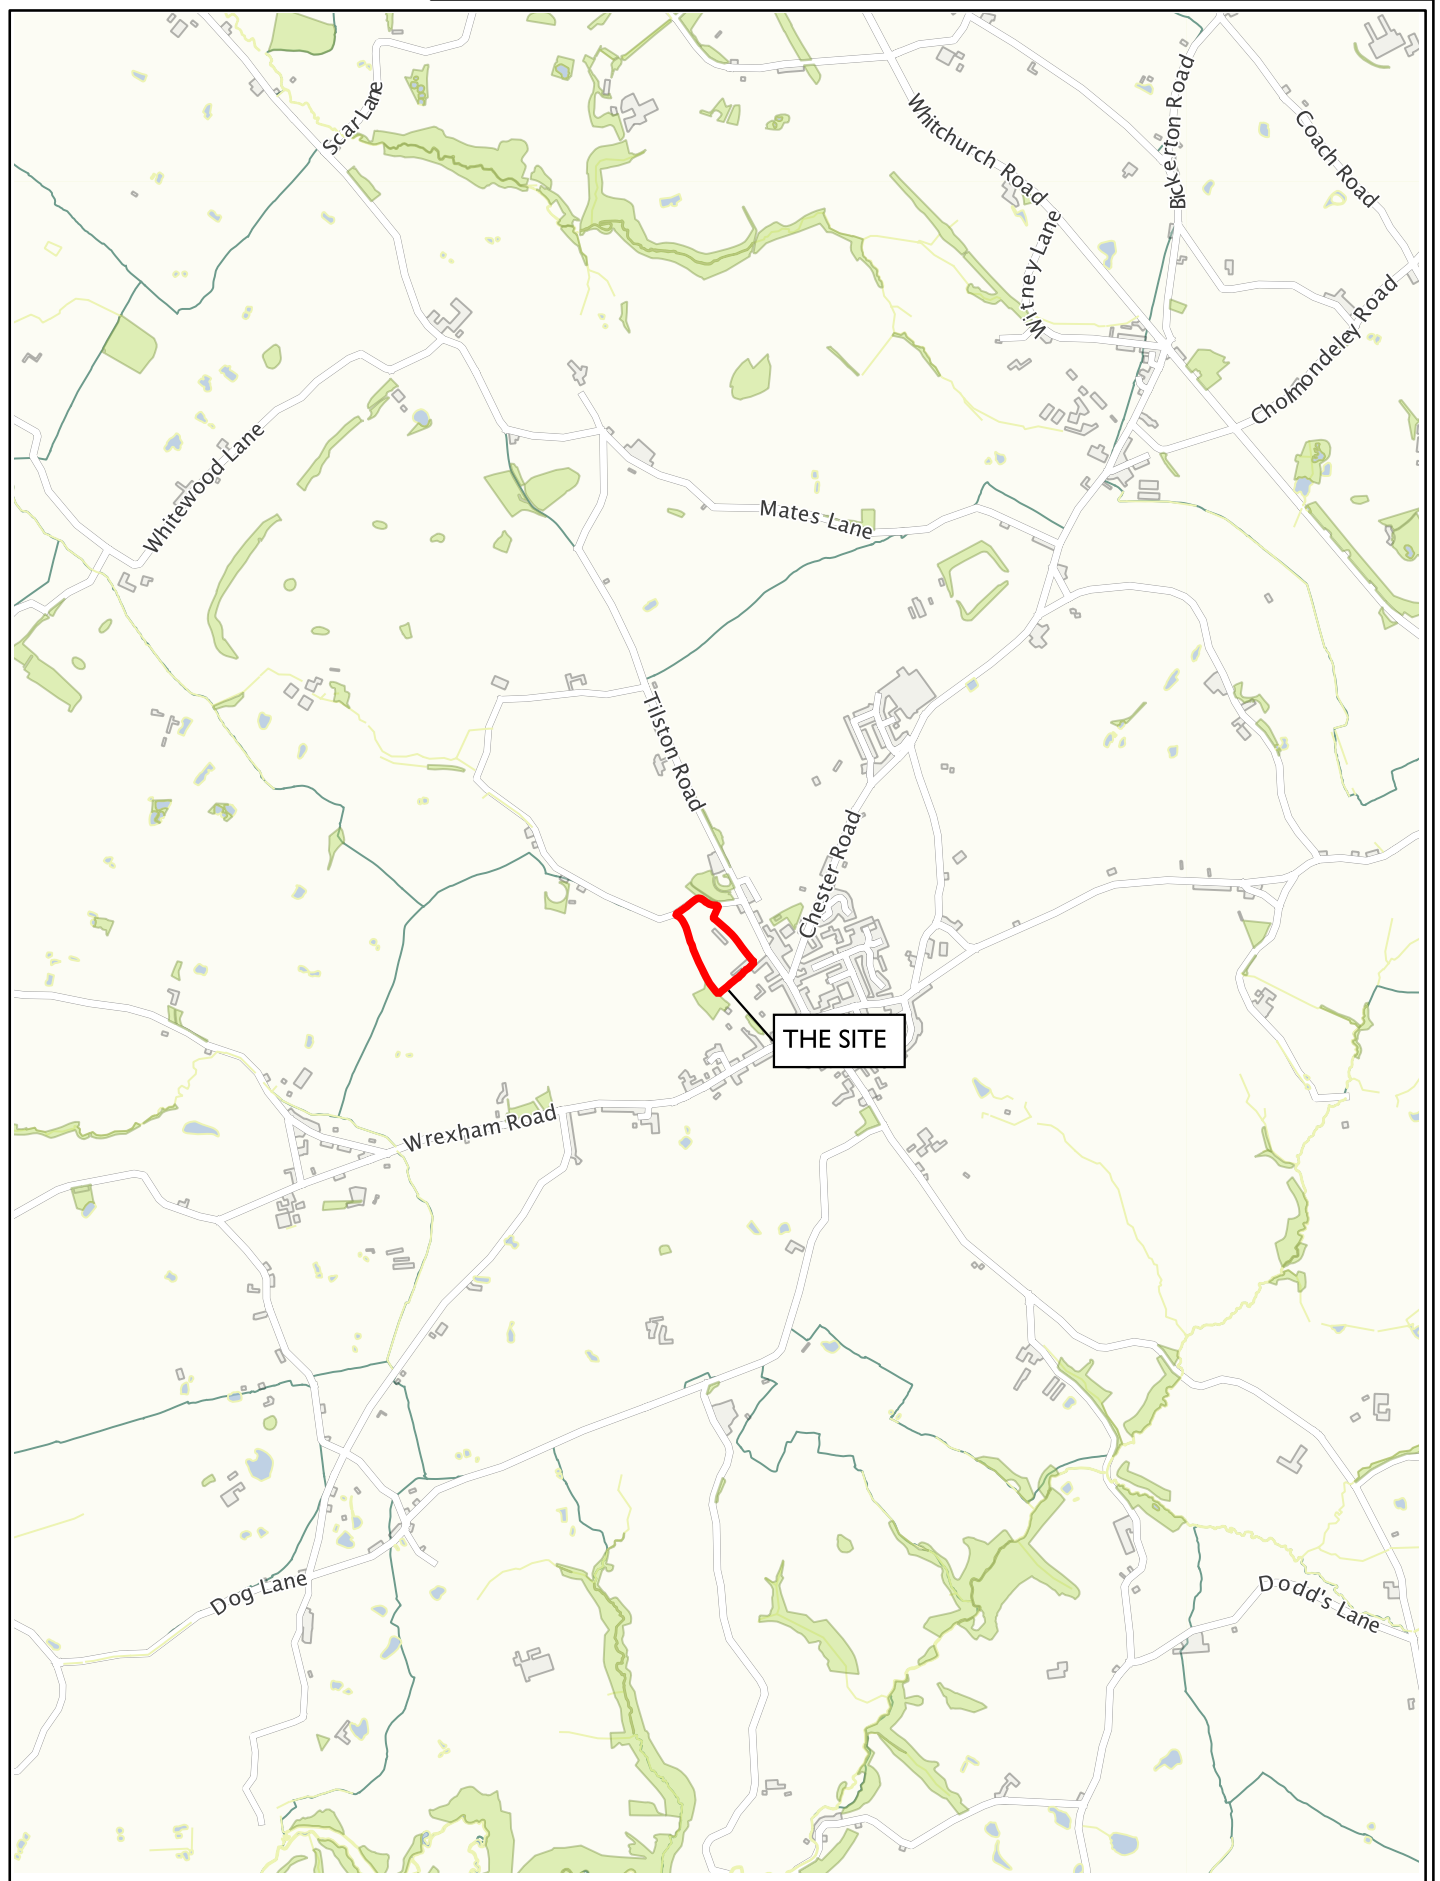 Scar Lane
Whitchurch Road
Bickerton Road
Coach Road
Witney Lane
Cholmondeley Road
Whitewood Lane
Mates Lane
Tilston Road
Chester Road
THE SITE
Wrexham Road
Dog Lane
Dodd's Lane